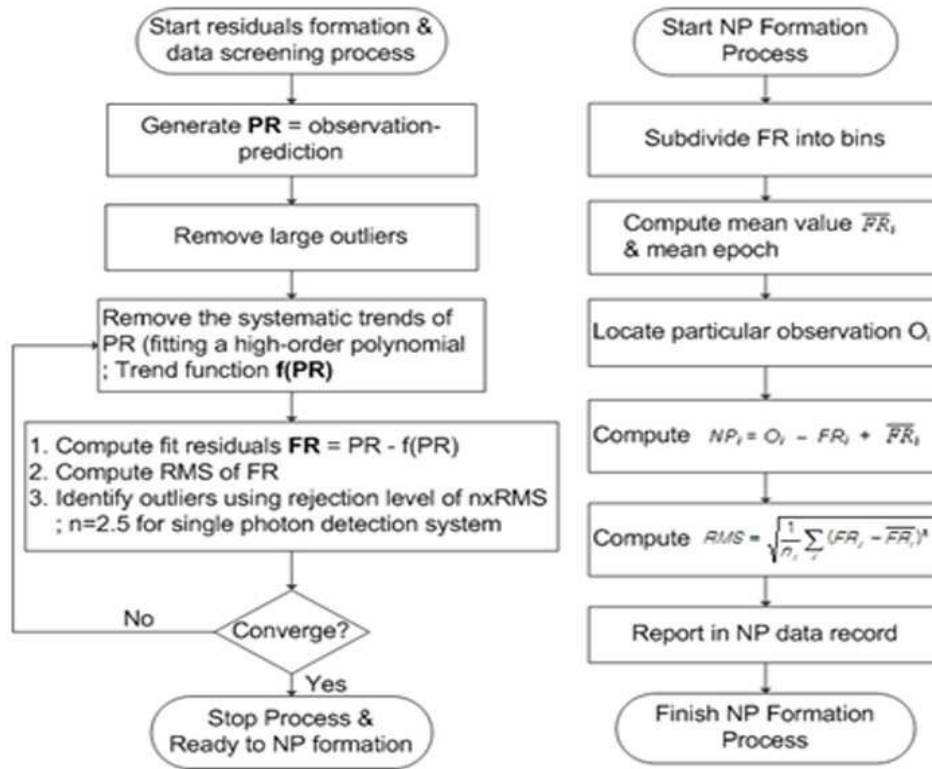 Start residuals formation &
data screening process
Generate PR = observation-
prediction
Remove large outliers
Remove the systematic trends of
PR (fitting a high-order polynomial
; Trend function f(PR)
1. Compute fit residuals FR = PR - f(PR)
2. Compute RMS of FR
3. Identify outliers using rejection level of nxRMS
; n=2.5 for single photon detection system
No
Converge?
Yes
Stop Process &
Ready to NP formation
Start NP Formation
Process
Subdivide FR into bins
Compute mean value F̅R̅ᵢ
& mean epoch
Locate particular observation Oᵢ
Compute NPᵢ = Oᵢ - FRᵢ + F̅R̅ᵢ
Compute RMS = √(1/nᵢ ∑ᵢ (FRᵢ - F̅R̅ᵢ)²)
Report in NP data record
Finish NP Formation
Process